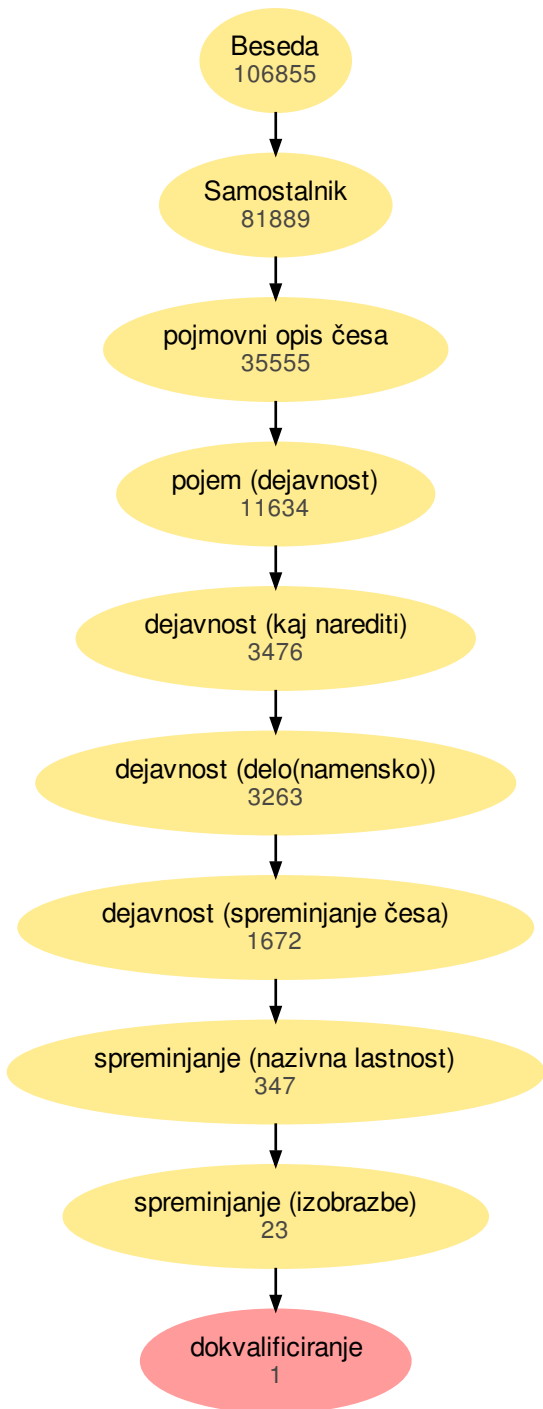 Beseda
106855
Samostalnik
81889
pojmovni opis česa
35555
pojem (dejavnost)
11634
dejavnost (kaj narediti)
3476
dejavnost (delo(namensko))
3263
dejavnost (spreminjanje česa)
1672
spreminjanje (nazivna lastnost)
347
spreminjanje (izobrazbe)
23
dokvalificiranje
1